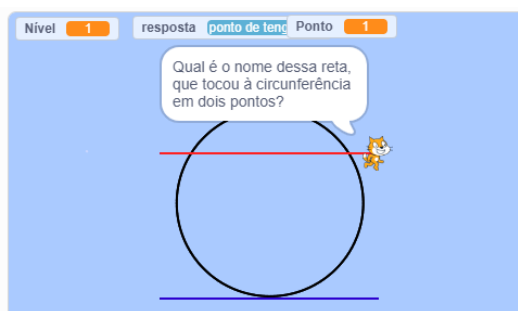 Nível 1 resposta ponto de teng Ponto 1
Qual é o nome dessa reta,
que tocou à circunferência
em dois pontos?